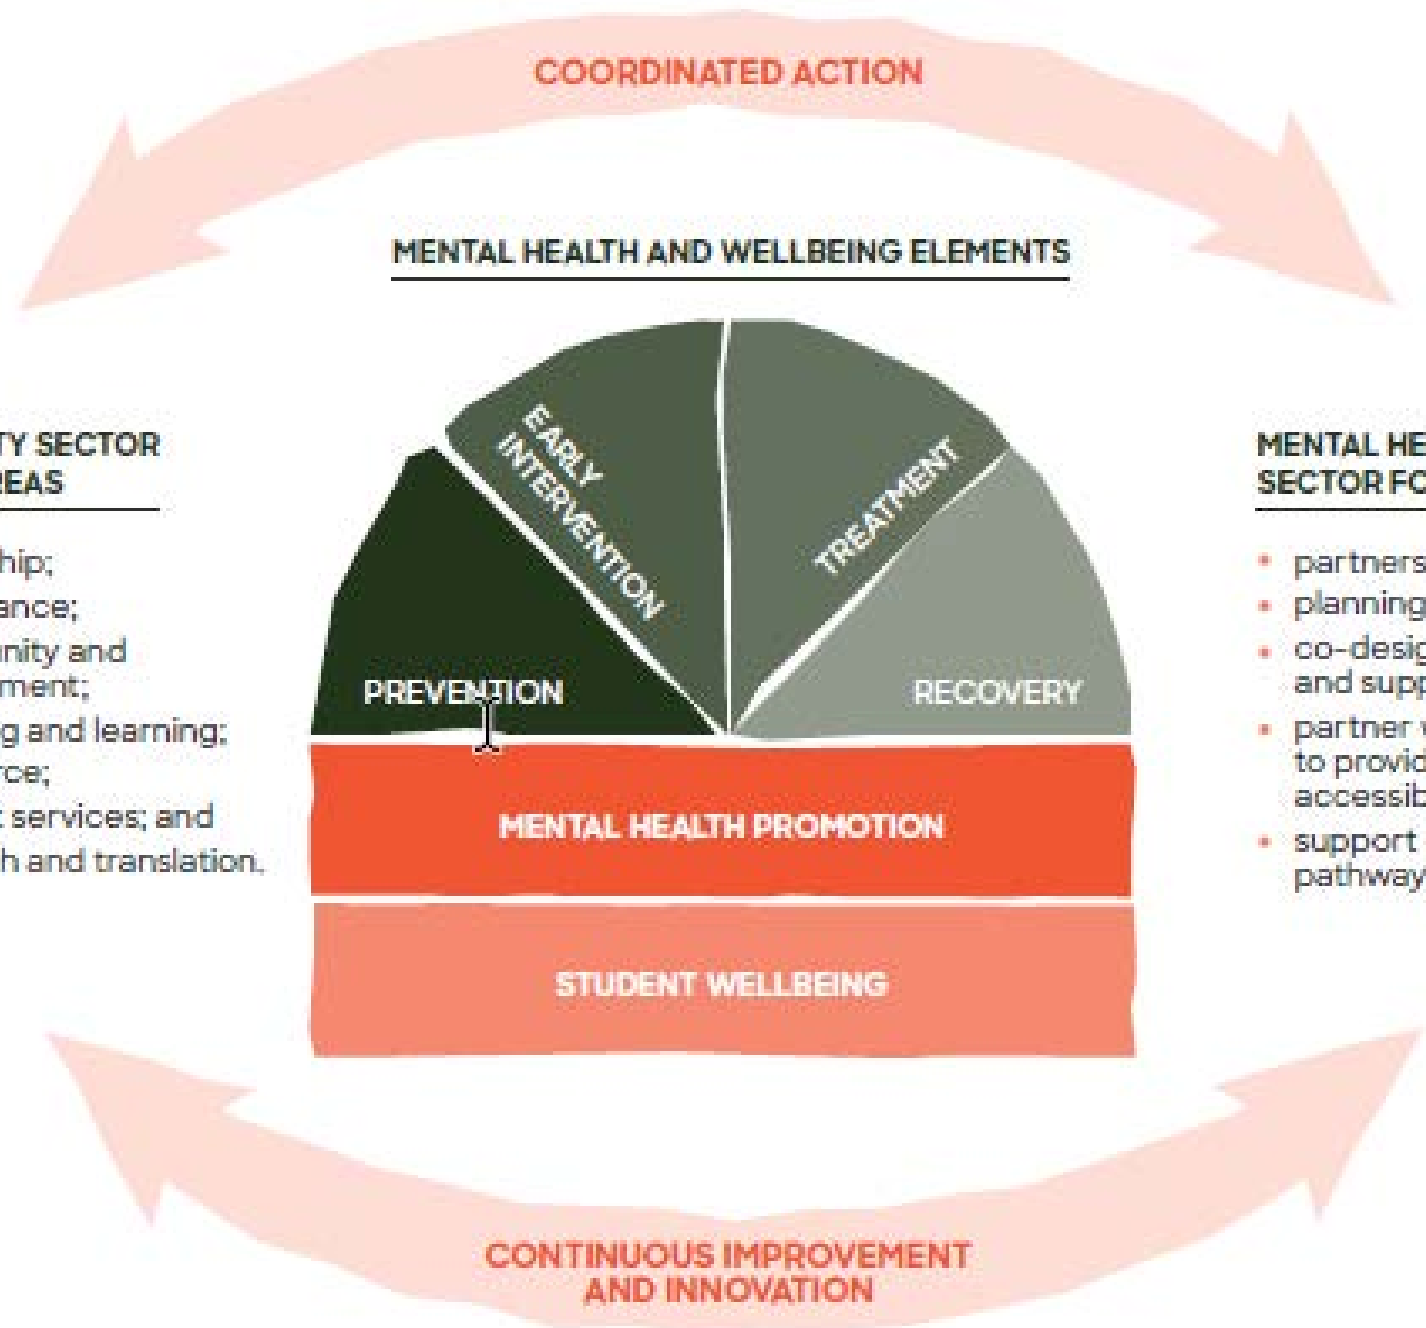 COORDINATED ACTION
MENTAL HEALTH AND WELLBEING ELEMENTS
TY SECTOR
REAS
hip;
ance;
nity and
ment;
g and learning;
rce;
t services; and
h and translation.
EARLY
INTERVENTION
TREATMENT
PREVENTION
RECOVERY
MENTAL HEALTH PROMOTION
STUDENT WELLBEING
MENTAL HE
SECTOR FO
• partners
• planning
• co-desig
and supp
• partner
to provid
accessib
• support
pathway
CONTINUOUS IMPROVEMENT
AND INNOVATION